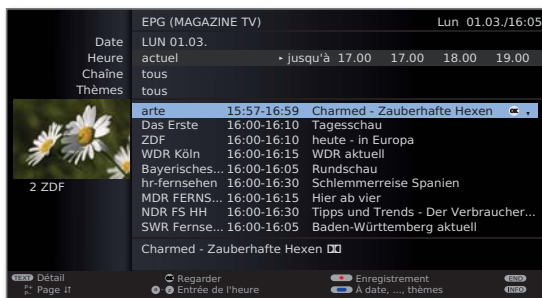 EPG (MAGAZINE TV) Lun 01.03./16:05
Date LUN 01.03.
Heure actuel ▸ jusqu'à 17.00 17.00 18.00 19.00
Chaîne tous
Thèmes tous
arte 15:57-16:59 Charmed - Zauberhafte Hexen OK
Das Erste 16:00-16:10 Tagesschau
ZDF 16:00-16:10 heute - in Europa
WDR Köln 16:00-16:15 WDR aktuell
Bayerisches... 16:00-16:05 Rundschau
hr-fernsehen 16:00-16:30 Schlemmerreise Spanien
MDR FERNS... 16:00-16:15 Hier ab vier
NDR FS HH 16:00-16:30 Tipps und Trends - Der Verbraucher...
SWR Fernse... 16:00-16:05 Baden-Württemberg aktuell
2 ZDF
Charmed - Zauberhafte Hexen
TEXT Détail OK Regarder Enregistrement END
P+ P- Page ↓↑ Entrée de l'heure À date, ..., thèmes INFO